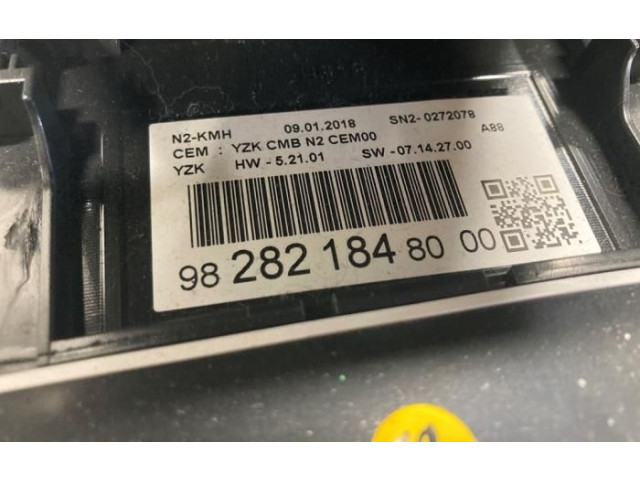 N2-KMH 09.01.2018 SN2- 0272078
CEM : YZK CMB N2 CEM00 A88
YZK HW - 5.21.01 SW - 07.14.27.00
98 282 184 80 00